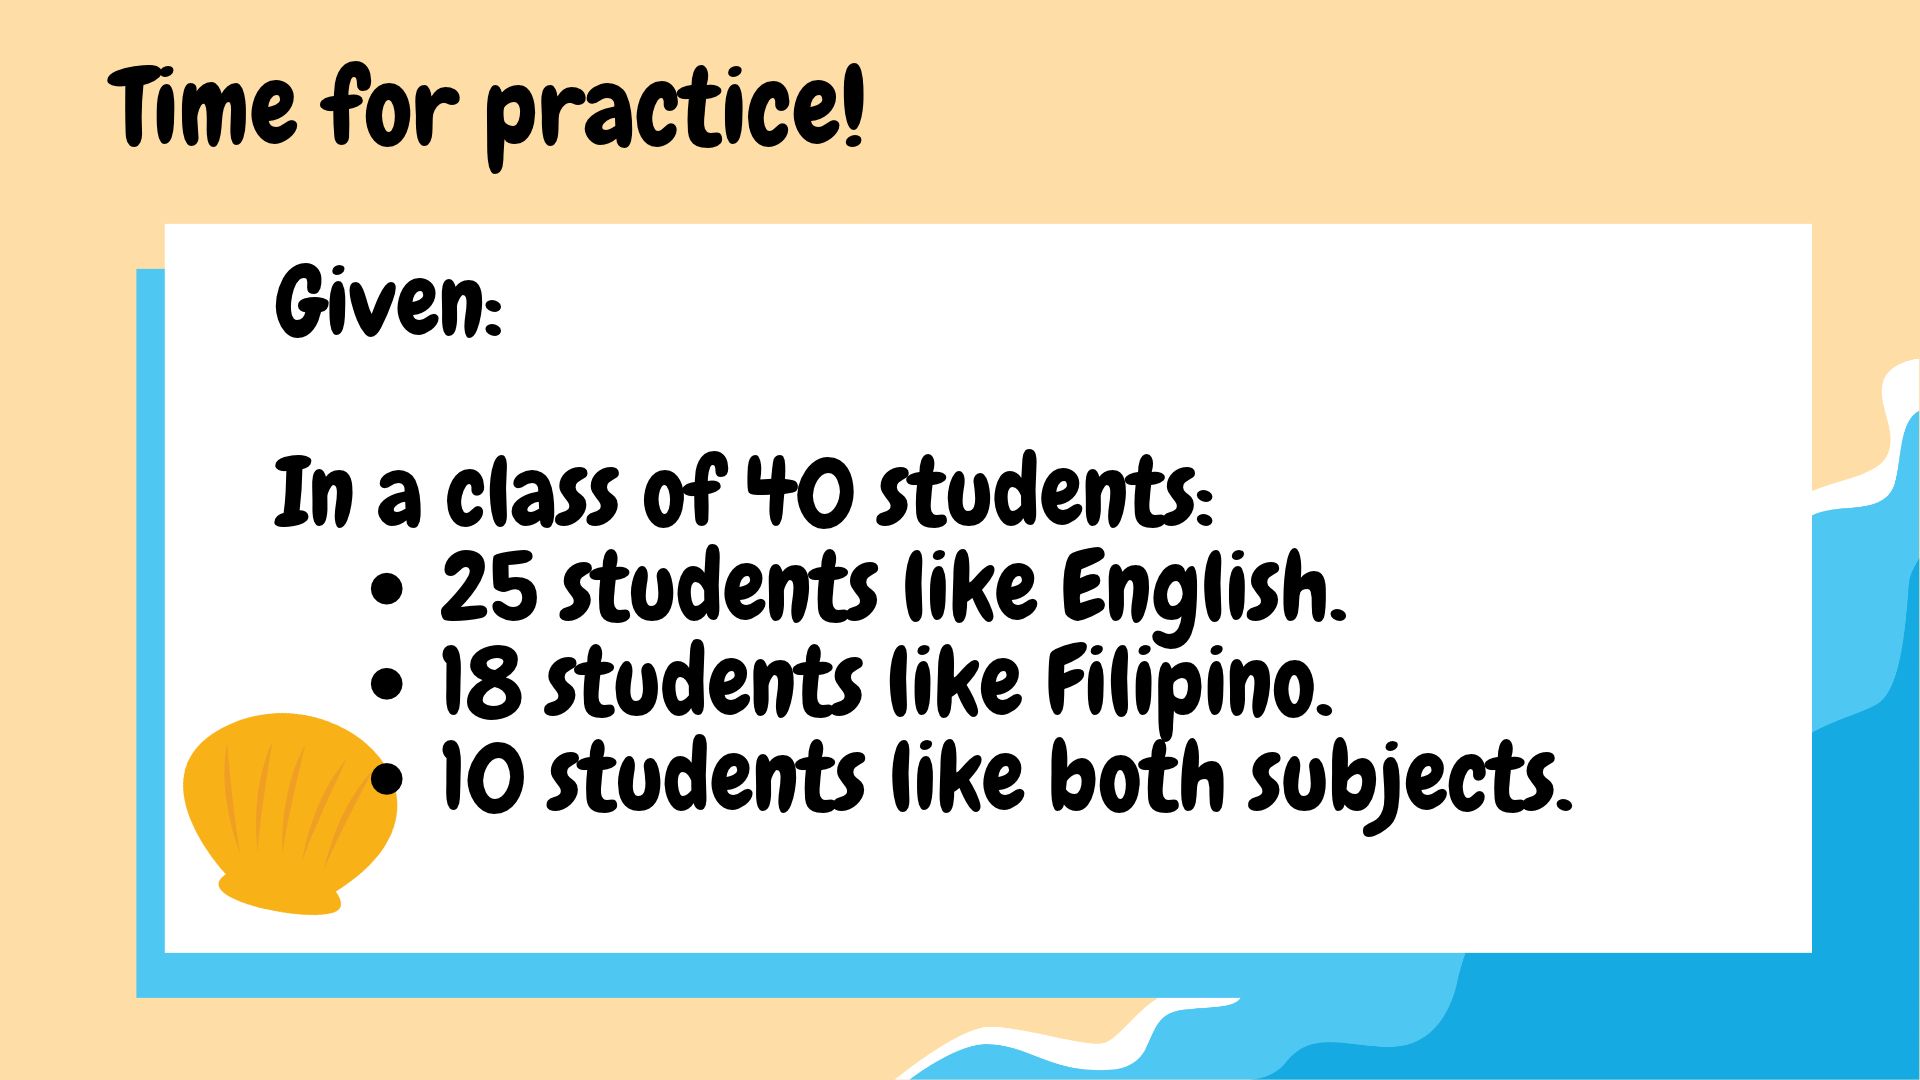 Time for practice!
Given:
In a class of 40 students:
• 25 students like English.
• 18 students like Filipino.
• 10 students like both subjects.